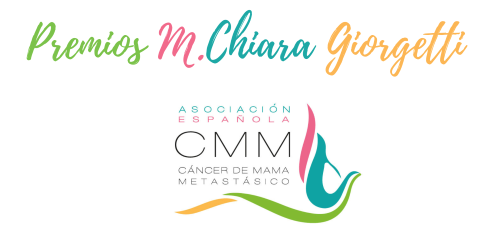 Premios M.Chiara Giorgetti
ASOCIACIÓN
ESPAÑOLA
CMM
CÁNCER DE MAMA
METASTÁSICO